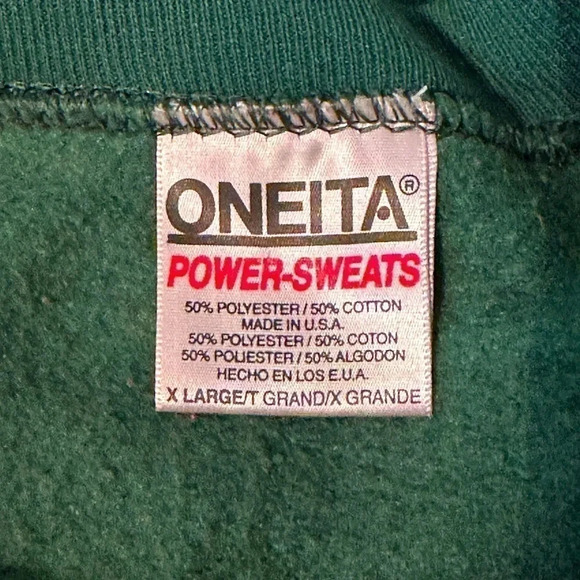 ONEITA®
POWER-SWEATS
50% POLYESTER / 50% COTTON
MADE IN U.S.A.
50% POLYESTER / 50% COTON
50% POLIESTER / 50% ALGODON
HECHO EN LOS E.U.A.
X LARGE/T GRAND/X GRANDE